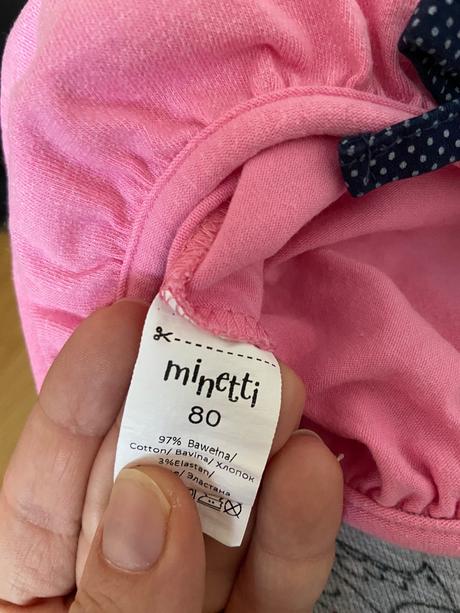 minetti
80
97% Bawełna/
Cotton/ Bavlna/ Хлопок
3%Elastan/
Эластана